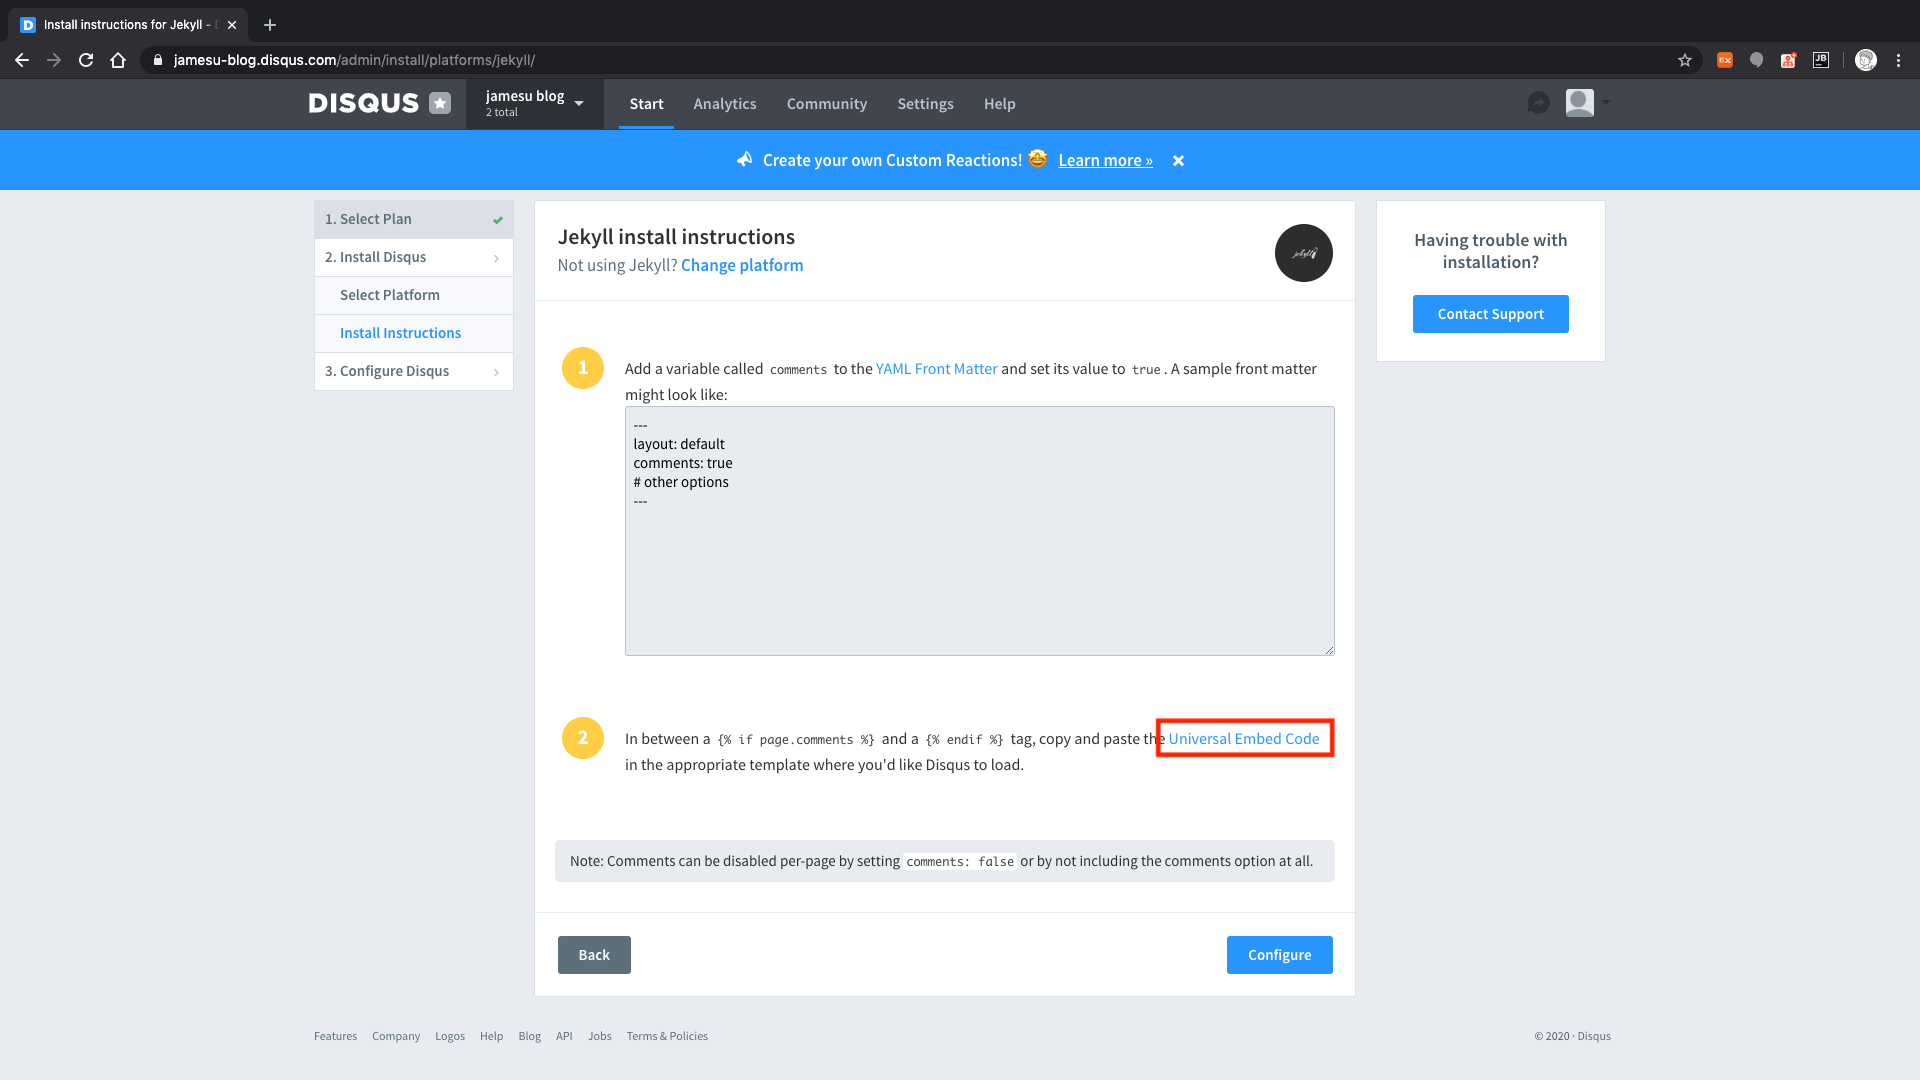 Install instructions for Jekyll -
jamesu-blog.disqus.com/admin/install/platforms/jekyll/
DISQUS
jamesu blog
2 total
Start
Analytics
Community
Settings
Help
Create your own Custom Reactions! 🤩 Learn more »
1. Select Plan
2. Install Disqus
Select Platform
Install Instructions
3. Configure Disqus
Jekyll install instructions
Not using Jekyll? Change platform
jekyll
Having trouble with
installation?
Contact Support
1
Add a variable called comments to the YAML Front Matter and set its value to true. A sample front matter
might look like:
---
layout: default
comments: true
# other options
---
2
In between a {% if page.comments %} and a {% endif %} tag, copy and paste the Universal Embed Code
in the appropriate template where you'd like Disqus to load.
Note: Comments can be disabled per-page by setting comments: false or by not including the comments option at all.
Back
Configure
Features Company Logos Help Blog API Jobs Terms & Policies
© 2020 · Disqus